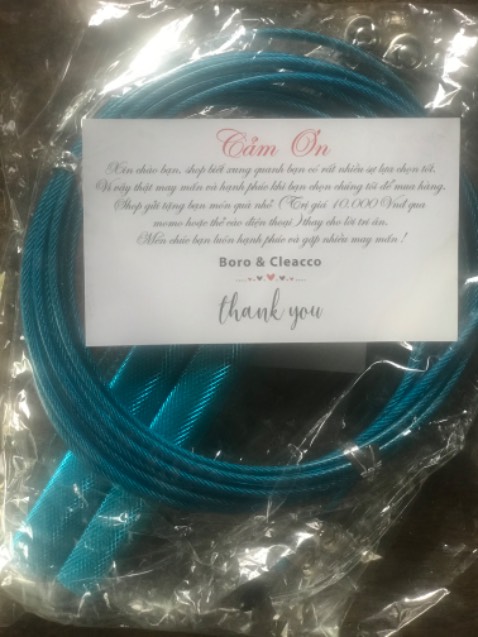 Cảm Ơn
Xin chào bạn, shop biết xung quanh bạn có rất nhiều sự lựa chọn tốt.
Vì vậy thật may mắn và hạnh phúc khi bạn chọn chúng tôi để mua hàng.
Shop gửi tặng bạn món quà nhỏ (Trị giá 10.000 Vnđ qua
momo hoặc thẻ cào điện thoại) thay cho lời tri ân.
Mến chúc bạn luôn hạnh phúc và gặp nhiều may mắn !
Boro & Cleacco
thank you